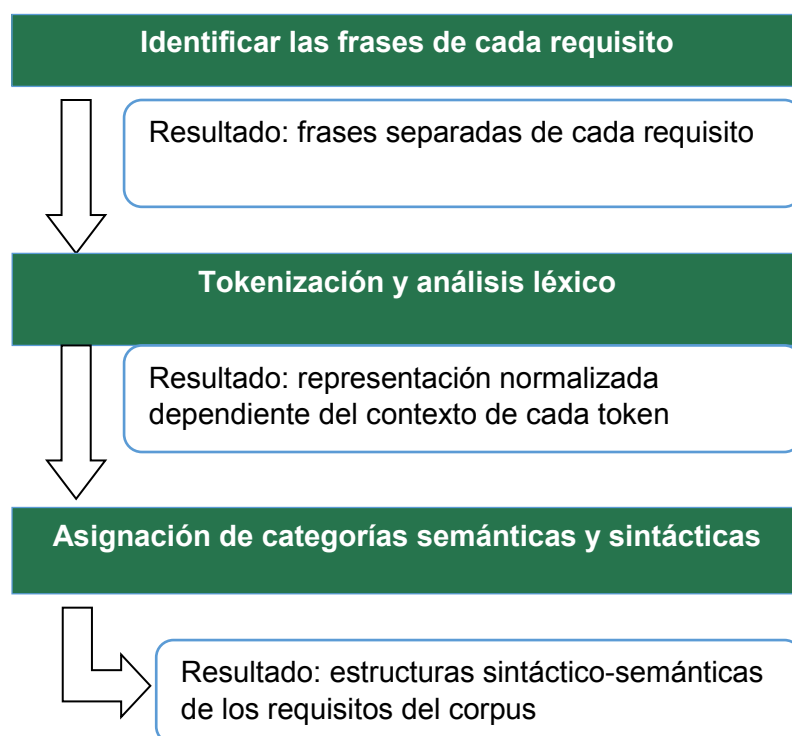 Identificar las frases de cada requisito
Resultado: frases separadas de cada requisito
Tokenización y análisis léxico
Resultado: representación normalizada
dependiente del contexto de cada token
Asignación de categorías semánticas y sintácticas
Resultado: estructuras sintáctico-semánticas
de los requisitos del corpus